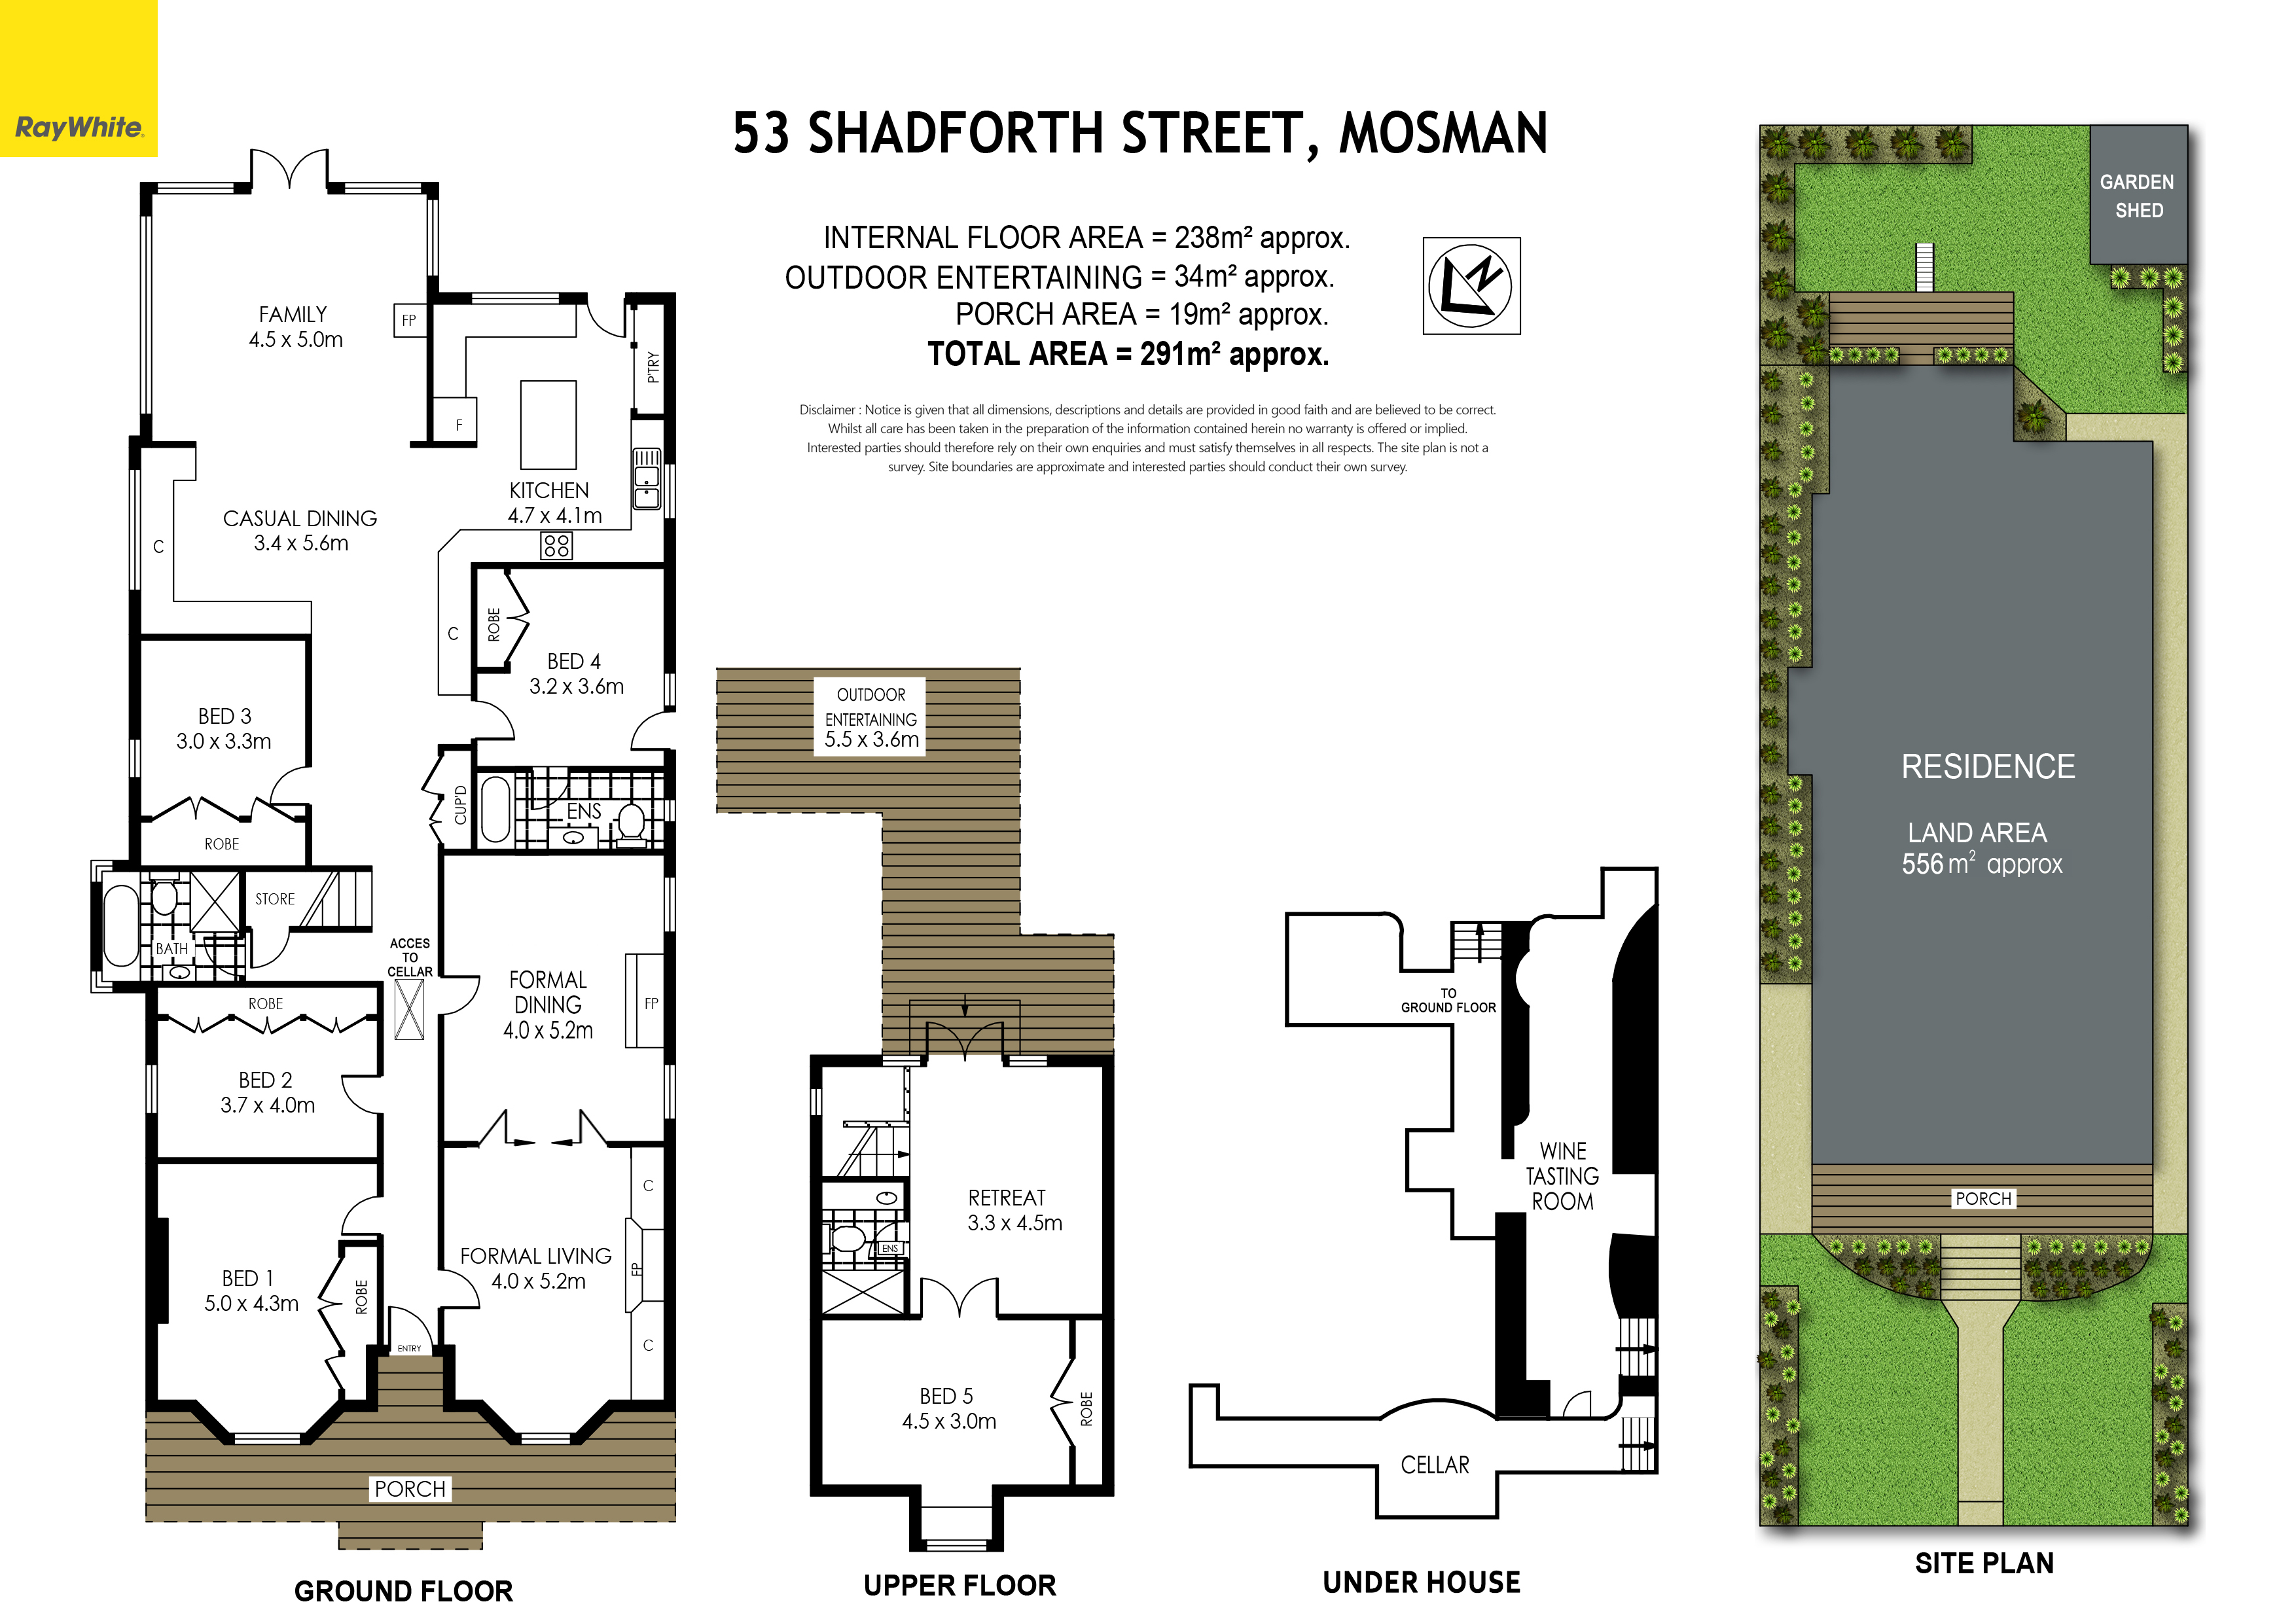 RayWhite.
53 SHADFORTH STREET, MOSMAN
INTERNAL FLOOR AREA = 238m² approx.
OUTDOOR ENTERTAINING = 34m² approx.
PORCH AREA = 19m² approx.
TOTAL AREA = 291m² approx.
N
Disclaimer : Notice is given that all dimensions, descriptions and details are provided in good faith and are believed to be correct.
Whilst all care has been taken in the preparation of the information contained herein no warranty is offered or implied.
Interested parties should therefore rely on their own enquiries and must satisfy themselves in all respects. The site plan is not a
survey. Site boundaries are approximate and interested parties should conduct their own survey.
FAMILY
4.5 x 5.0m
FP
P'TRY
F
KITCHEN
4.7 x 4.1m
CASUAL DINING
3.4 x 5.6m
C
C
ROBE
BED 4
3.2 x 3.6m
BED 3
3.0 x 3.3m
ROBE
CUP'D
ENS
STORE
BATH
ACCES
TO
CELLAR
FORMAL
DINING
4.0 x 5.2m
FP
ROBE
BED 2
3.7 x 4.0m
BED 1
5.0 x 4.3m
ROBE
FORMAL LIVING
4.0 x 5.2m
C
FP
C
ENTRY
PORCH
GROUND FLOOR
OUTDOOR
ENTERTAINING
5.5 x 3.6m
RETREAT
3.3 x 4.5m
ENS
BED 5
4.5 x 3.0m
ROBE
UPPER FLOOR
TO
GROUND FLOOR
WINE
TASTING
ROOM
CELLAR
UNDER HOUSE
GARDEN
SHED
RESIDENCE
LAND AREA
556 m² approx
PORCH
SITE PLAN